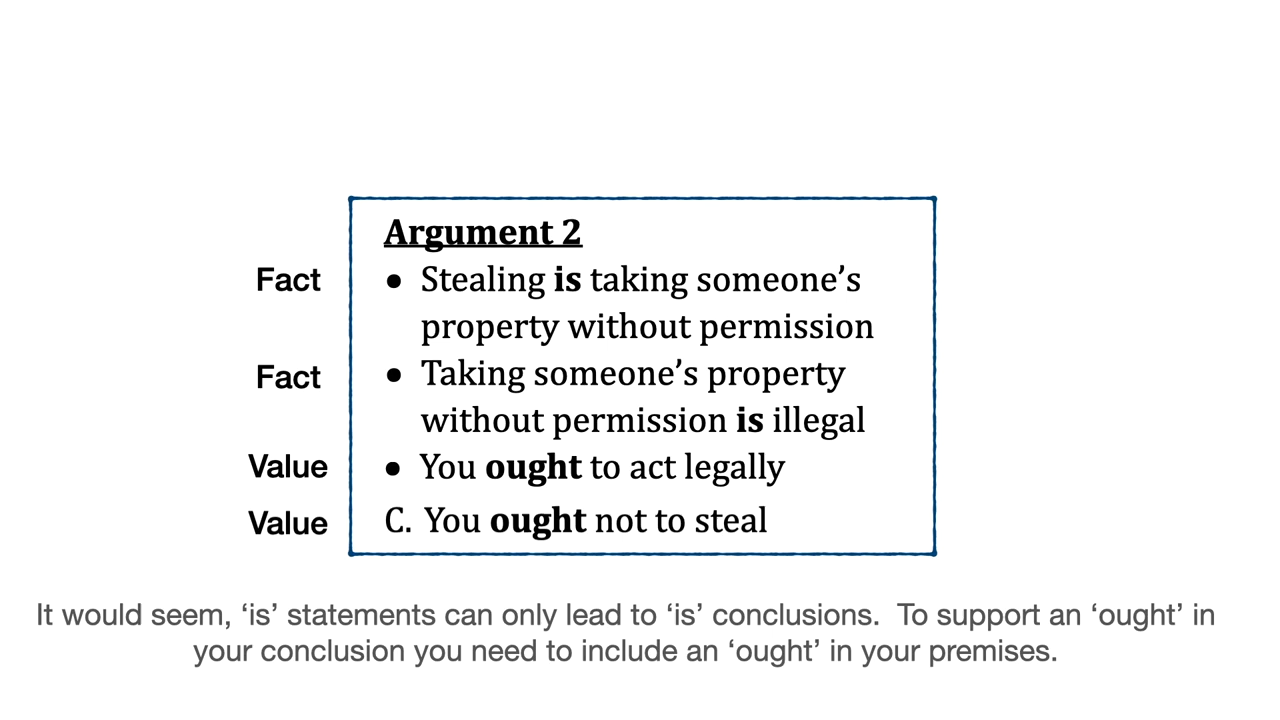 Argument 2
Fact
• Stealing is taking someone’s
property without permission
Fact
• Taking someone’s property
without permission is illegal
Value
• You ought to act legally
Value
C. You ought not to steal
It would seem, ‘is’ statements can only lead to ‘is’ conclusions.  To support an ‘ought’ in
your conclusion you need to include an ‘ought’ in your premises.